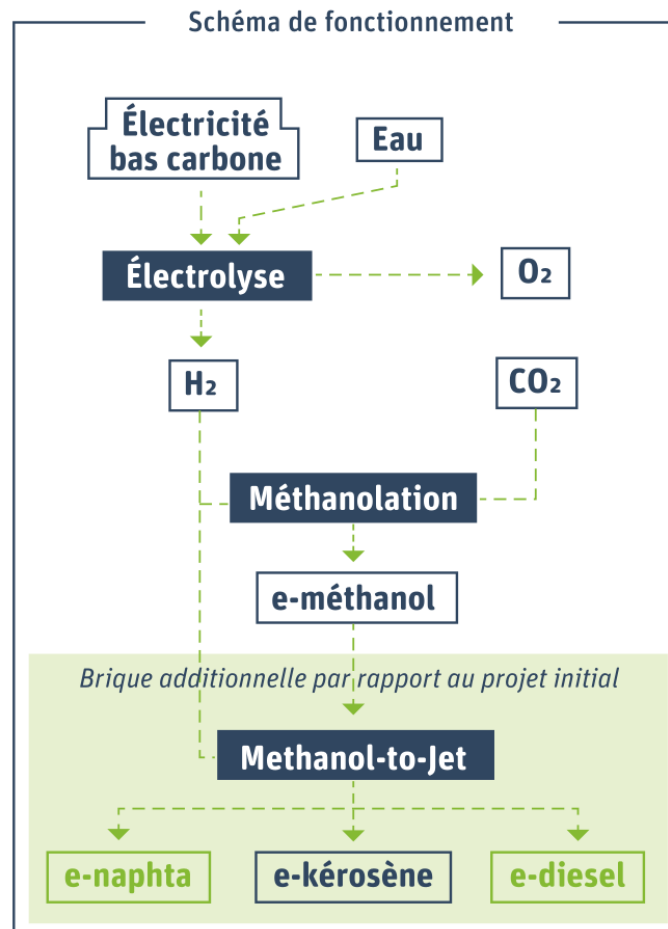 Schéma de fonctionnement
Électricité
bas carbone
Eau
Électrolyse
O₂
H₂
CO₂
Méthanolation
e-méthanol
Brique additionnelle par rapport au projet initial
Methanol-to-Jet
e-naphta
e-kérosène
e-diesel